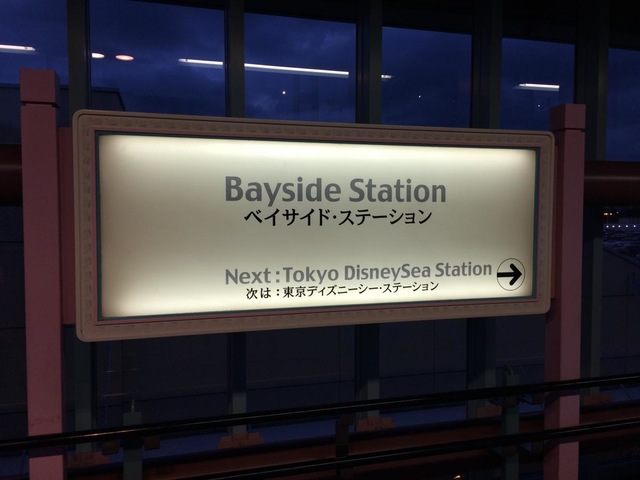 Bayside Station
ベイサイド・ステーション
Next : Tokyo DisneySea Station
次は : 東京ディズニーシー・ステーション